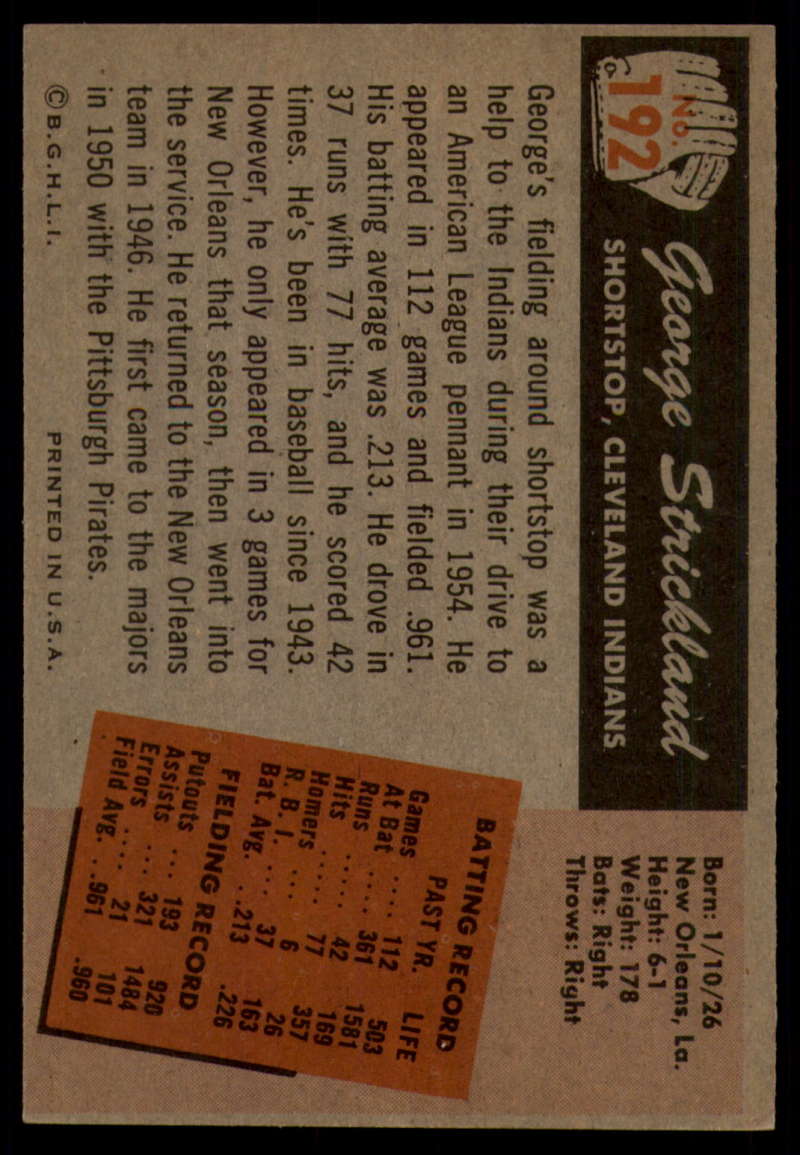 No.
192
George Strickland
SHORTSTOP, CLEVELAND INDIANS
Born: 1/10/26
New Orleans, La.
Height: 6-1
Weight: 178
Bats: Right
Throws: Right
George's fielding around shortstop was a
help to the Indians during their drive to
an American League pennant in 1954. He
appeared in 112 games and fielded .961.
His batting average was .213. He drove in
37 runs with 77 hits, and he scored 42
times. He's been in baseball since 1943.
However, he only appeared in 3 games for
New Orleans that season, then went into
the service. He returned to the New Orleans
team in 1946. He first came to the majors
in 1950 with the Pittsburgh Pirates.
© B.G.H.L.I. PRINTED IN U.S.A.
BATTING RECORD
PAST YR. LIFE
Games .... 112 503
At Bat .... 361 1581
Runs ..... 42 169
Hits ..... 77 357
Homers ... 6 26
R. B. I. ... 37 163
Bat. Avg. . .213 .226
FIELDING RECORD
Putouts ... 193 920
Assists ... 321 1484
Errors .... 21 101
Field Avg. . .961 .960